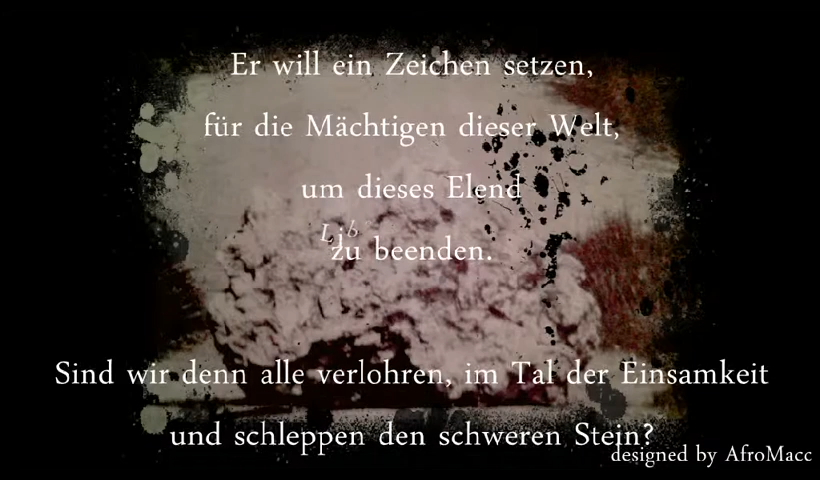 Er will ein Zeichen setzen,
für die Mächtigen dieser Welt,
um dieses Elend
zu beenden.
Sind wir denn alle verlohren, im Tal der Einsamkeit
und schleppen den schweren Stein?
designed by AfroMacc